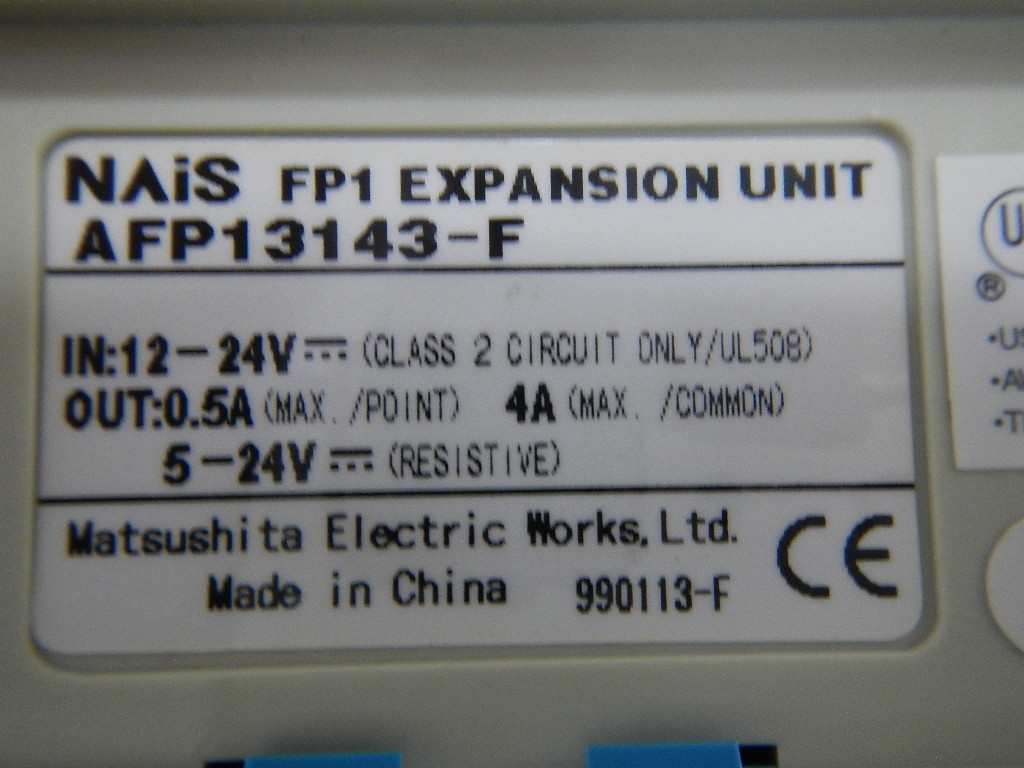 NAiS FP1 EXPANSION UNIT
AFP13143-F
IN:12-24V⎓(CLASS 2 CIRCUIT ONLY/UL508)
OUT:0.5A(MAX. /POINT) 4A(MAX. /COMMON)
5-24V⎓(RESISTIVE)
Matsushita Electric Works,Ltd.
Made in China 990113-F
CE
®